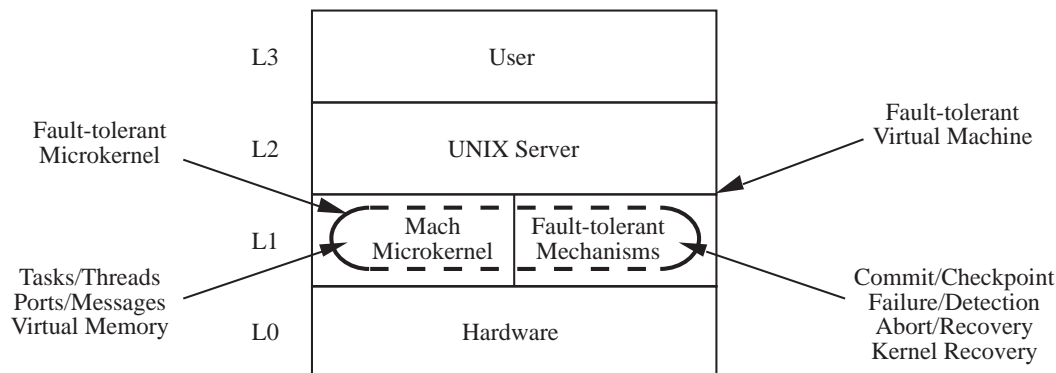 L3
User
Fault-tolerant
Microkernel
L2
UNIX Server
Fault-tolerant
Virtual Machine
L1
Mach
Microkernel
Fault-tolerant
Mechanisms
Tasks/Threads
Ports/Messages
Virtual Memory
L0
Hardware
Commit/Checkpoint
Failure/Detection
Abort/Recovery
Kernel Recovery